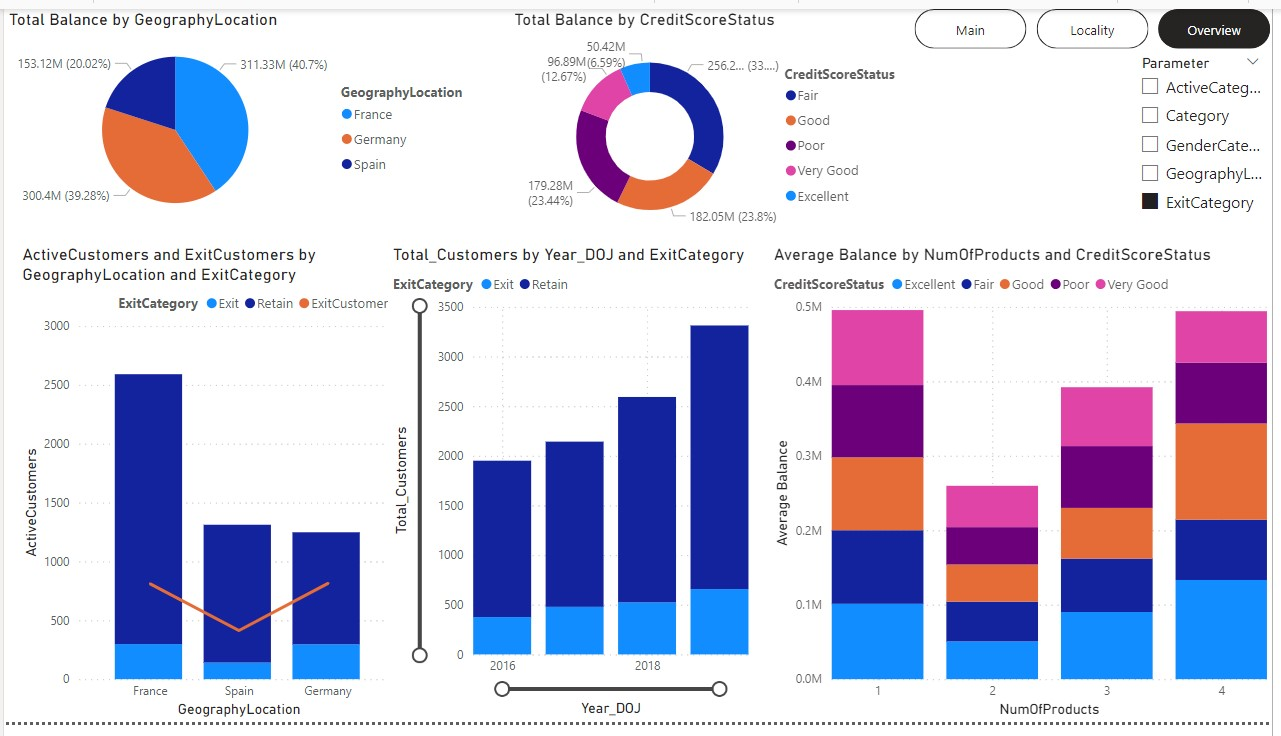 Total Balance by GeographyLocation
153.12M (20.02%)
311.33M (40.7%)
300.4M (39.28%)
GeographyLocation
France
Germany
Spain
Total Balance by CreditScoreStatus
50.42M
(6.59%)
96.89M
(12.67%)
256.2... (33....)
179.28M
(23.44%)
182.05M (23.8%)
CreditScoreStatus
Fair
Good
Poor
Very Good
Excellent
Main
Locality
Overview
Parameter
ActiveCateg...
Category
GenderCate...
GeographyL...
ExitCategory
ActiveCustomers and ExitCustomers by
GeographyLocation and ExitCategory
ExitCategory Exit Retain ExitCustomer
3000
2500
2000
1500
1000
500
0
ActiveCustomers
France Spain Germany
GeographyLocation
Total_Customers by Year_DOJ and ExitCategory
ExitCategory Exit Retain
3500
3000
2500
2000
1500
1000
500
0
Total_Customers
2016 2018
Year_DOJ
Average Balance by NumOfProducts and CreditScoreStatus
CreditScoreStatus Excellent Fair Good Poor Very Good
0.5M
0.4M
0.3M
0.2M
0.1M
0.0M
Average Balance
1 2 3 4
NumOfProducts